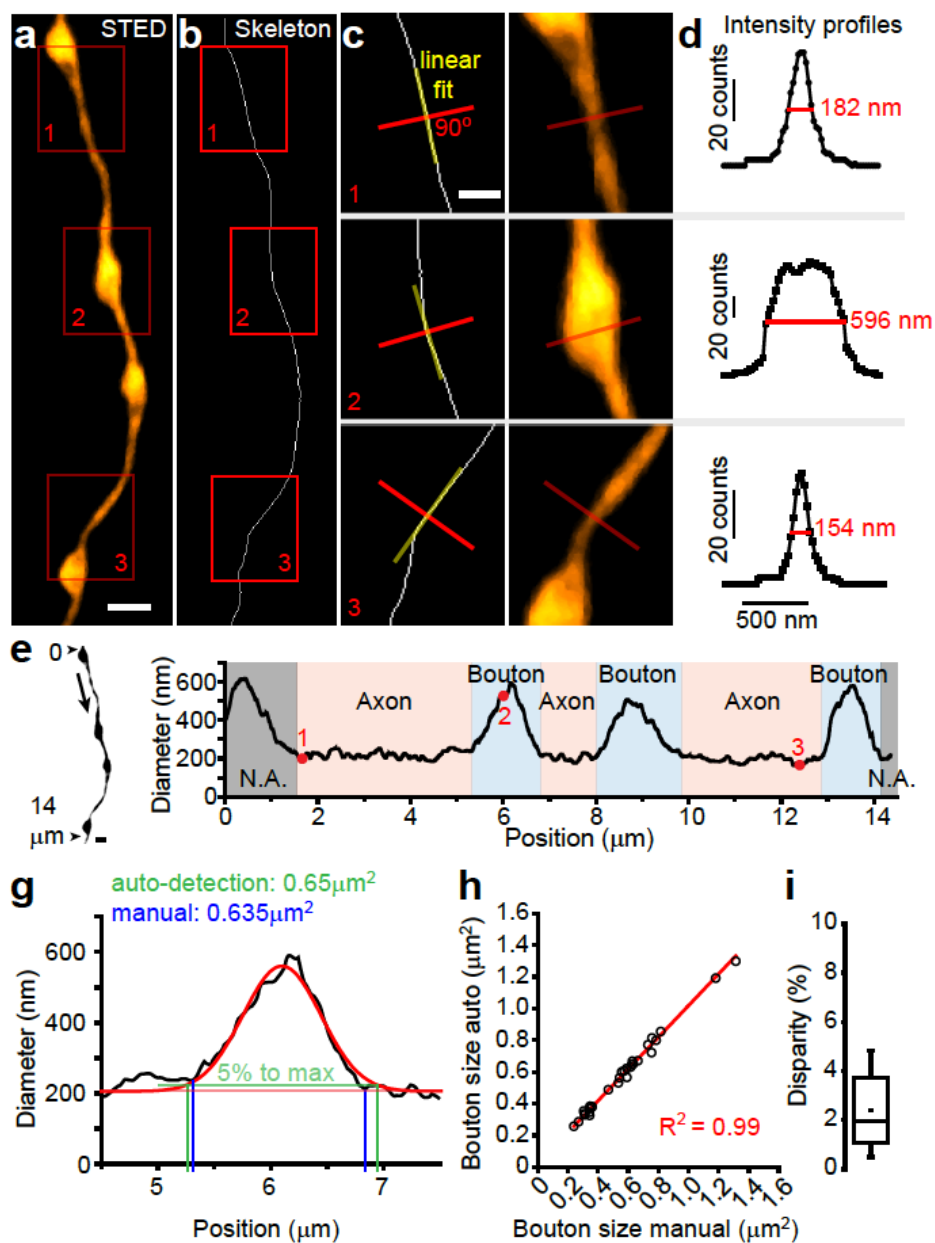 a STED b Skeleton c d Intensity profiles
linear
fit
90º
1
1
1
20 counts
182 nm
2
2
2
20 counts
596 nm
3
3
3
20 counts
154 nm
500 nm
e
0
14
μm
Diameter (nm)
600
400
200
0
N.A.
1
Axon
Bouton
2
Axon
Bouton
Axon
3
Bouton
N.A.
0 2 4 6 8 10 12 14
Position (μm)
g
auto-detection: 0.65μm²
manual: 0.635μm²
Diameter (nm)
600
400
200
0
5% to max
5 6 7
Position (μm)
h
Bouton size auto (μm²)
1.6
1.4
1.2
1.0
0.8
0.6
0.4
0.2
0
R² = 0.99
0 0.2 0.4 0.6 0.8 1.0 1.2 1.4 1.6
Bouton size manual (μm²)
i
Disparity (%)
10
8
6
4
2
0